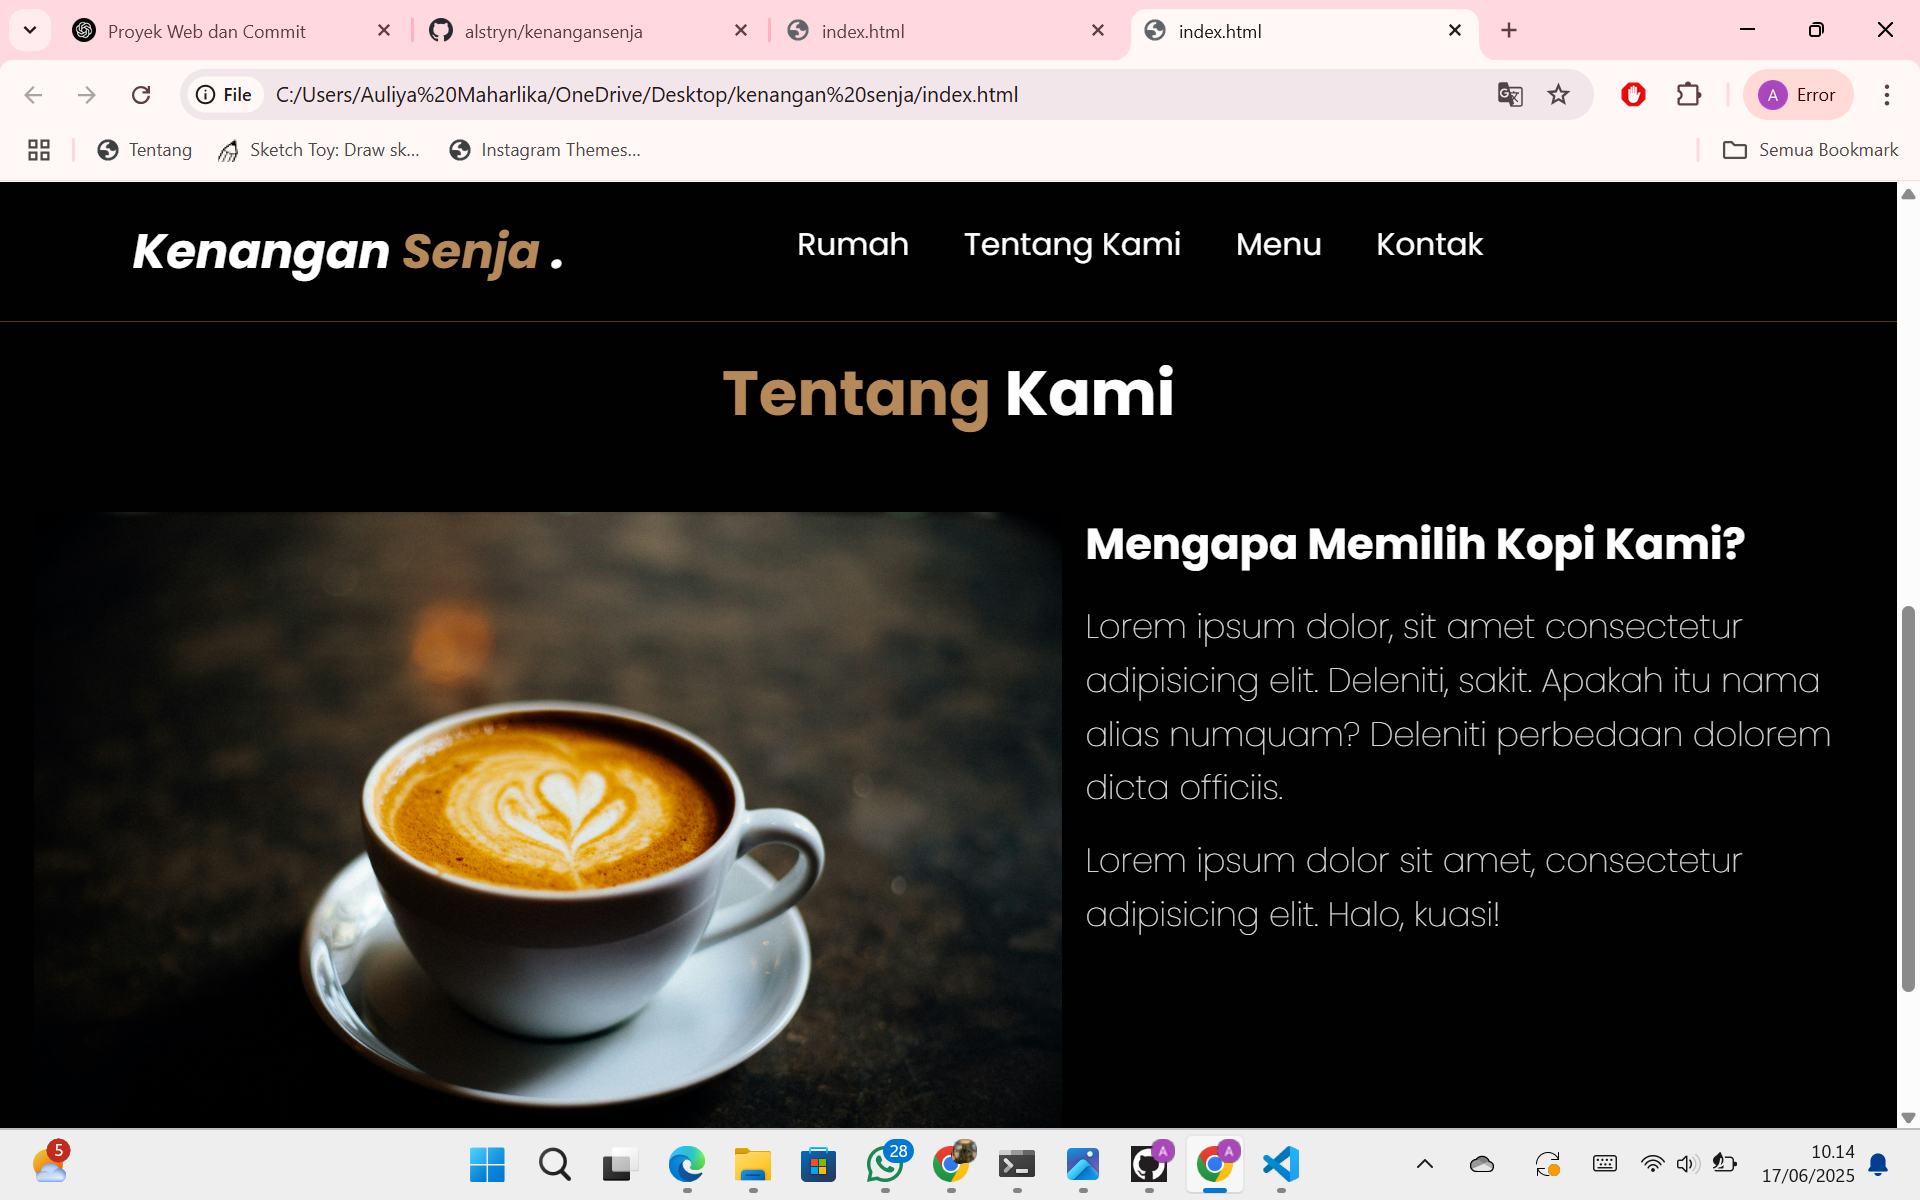 Proyek Web dan Commit
alstryn/kenangansenja
index.html
index.html
File
C:/Users/Auliya%20Maharlika/OneDrive/Desktop/kenangan%20senja/index.html
A
Error
Tentang
Sketch Toy: Draw sk...
Instagram Themes...
Semua Bookmark
Kenangan Senja .
Rumah
Tentang Kami
Menu
Kontak
Tentang Kami
Mengapa Memilih Kopi Kami?
Lorem ipsum dolor, sit amet consectetur
adipisicing elit. Deleniti, sakit. Apakah itu nama
alias numquam? Deleniti perbedaan dolorem
dicta officiis.
Lorem ipsum dolor sit amet, consectetur
adipisicing elit. Halo, kuasi!
5
28
A
A
10.14
17/06/2025